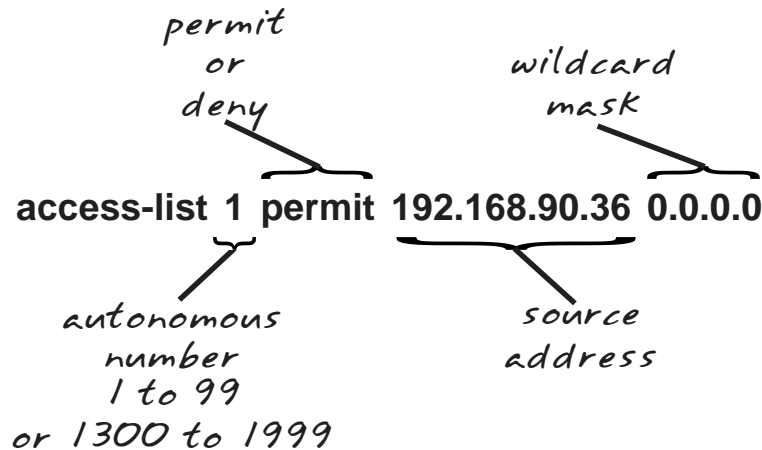 permit
or
deny
wildcard
mask
access-list 1 permit 192.168.90.36 0.0.0.0
autonomous
number
1 to 99
or 1300 to 1999
source
address